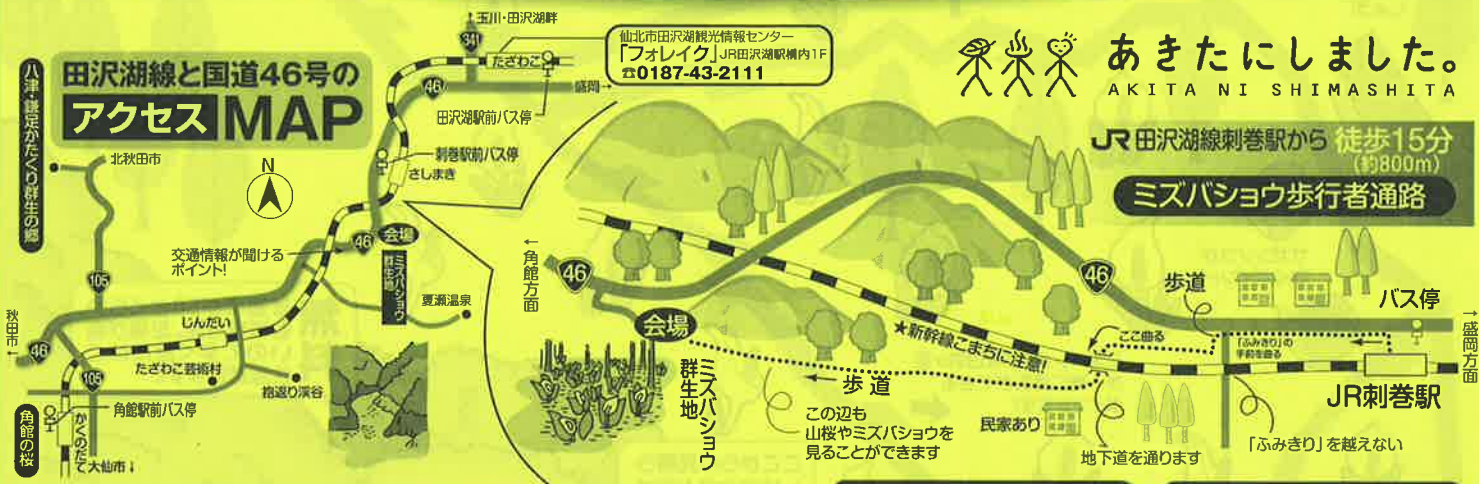 田沢湖線と国道46号の
アクセスMAP
八津・鎌足かたくり群生の郷
北秋田市
N
交通情報が聞ける
ポイント!
105
秋田市
←
46
じんだい
たざわこ芸術村
抱返り渓谷
105
角館駅前バス停
角館の桜
かくのだて
大仙市↓
夏瀬温泉
46
会場
ミズバショウ
群生地
さしまき
刺巻駅前バス停
46
田沢湖駅前バス停
盛岡→
たざわこ
341
↑玉川・田沢湖畔
仙北市田沢湖観光情報センター
「フォレイク」JR田沢湖駅構内1F
☎0187-43-2111
あきたにしました。
AKITA NI SHIMASHITA
JR田沢湖線刺巻駅から 徒歩15分
(約800m)
ミズバショウ歩行者通路
←角館方面
46
会場
ミズバショウ
群生地
46
歩道
バス停
→盛岡方面
ここ曲る
「ふみきり」の
手前を曲る
★新幹線こまちに注意!
← 歩道
この辺も
山桜やミズバショウを
見ることができます
民家あり
地下道を通ります
「ふみきり」を越えない
JR刺巻駅